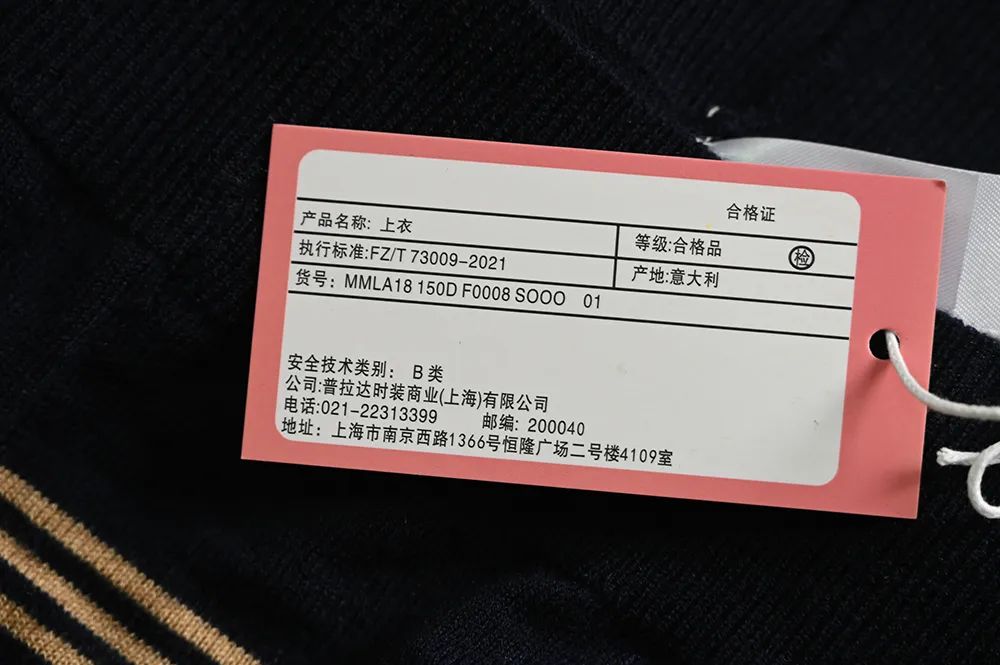 合格证
产品名称: 上衣
等级:合格品 检
执行标准:FZ/T 73009-2021
产地:意大利
货号: MMLA18 150D F0008 SOOO 01
安全技术类别: B 类
公司:普拉达时装商业(上海)有限公司
电话:021-22313399 邮编: 200040
地址: 上海市南京西路1366号恒隆广场二号楼4109室